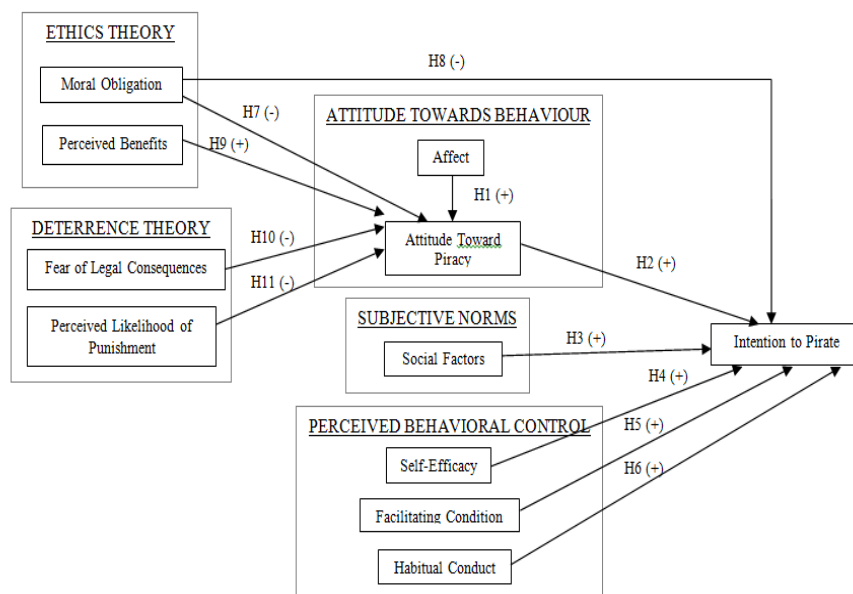 ETHICS THEORY
Moral Obligation
Perceived Benefits
H8 (-)
H7 (-)
H9 (+)
ATTITUDE TOWARDS BEHAVIOUR
Affect
H1 (+)
Attitude Toward
Piracy
DETERRENCE THEORY
Fear of Legal Consequences
Perceived Likelihood of
Punishment
H10 (-)
H11 (-)
H2 (+)
SUBJECTIVE NORMS
Social Factors
H3 (+)
Intention to Pirate
PERCEIVED BEHAVIORAL CONTROL
Self-Efficacy
Facilitating Condition
Habitual Conduct
H4 (+)
H5 (+)
H6 (+)